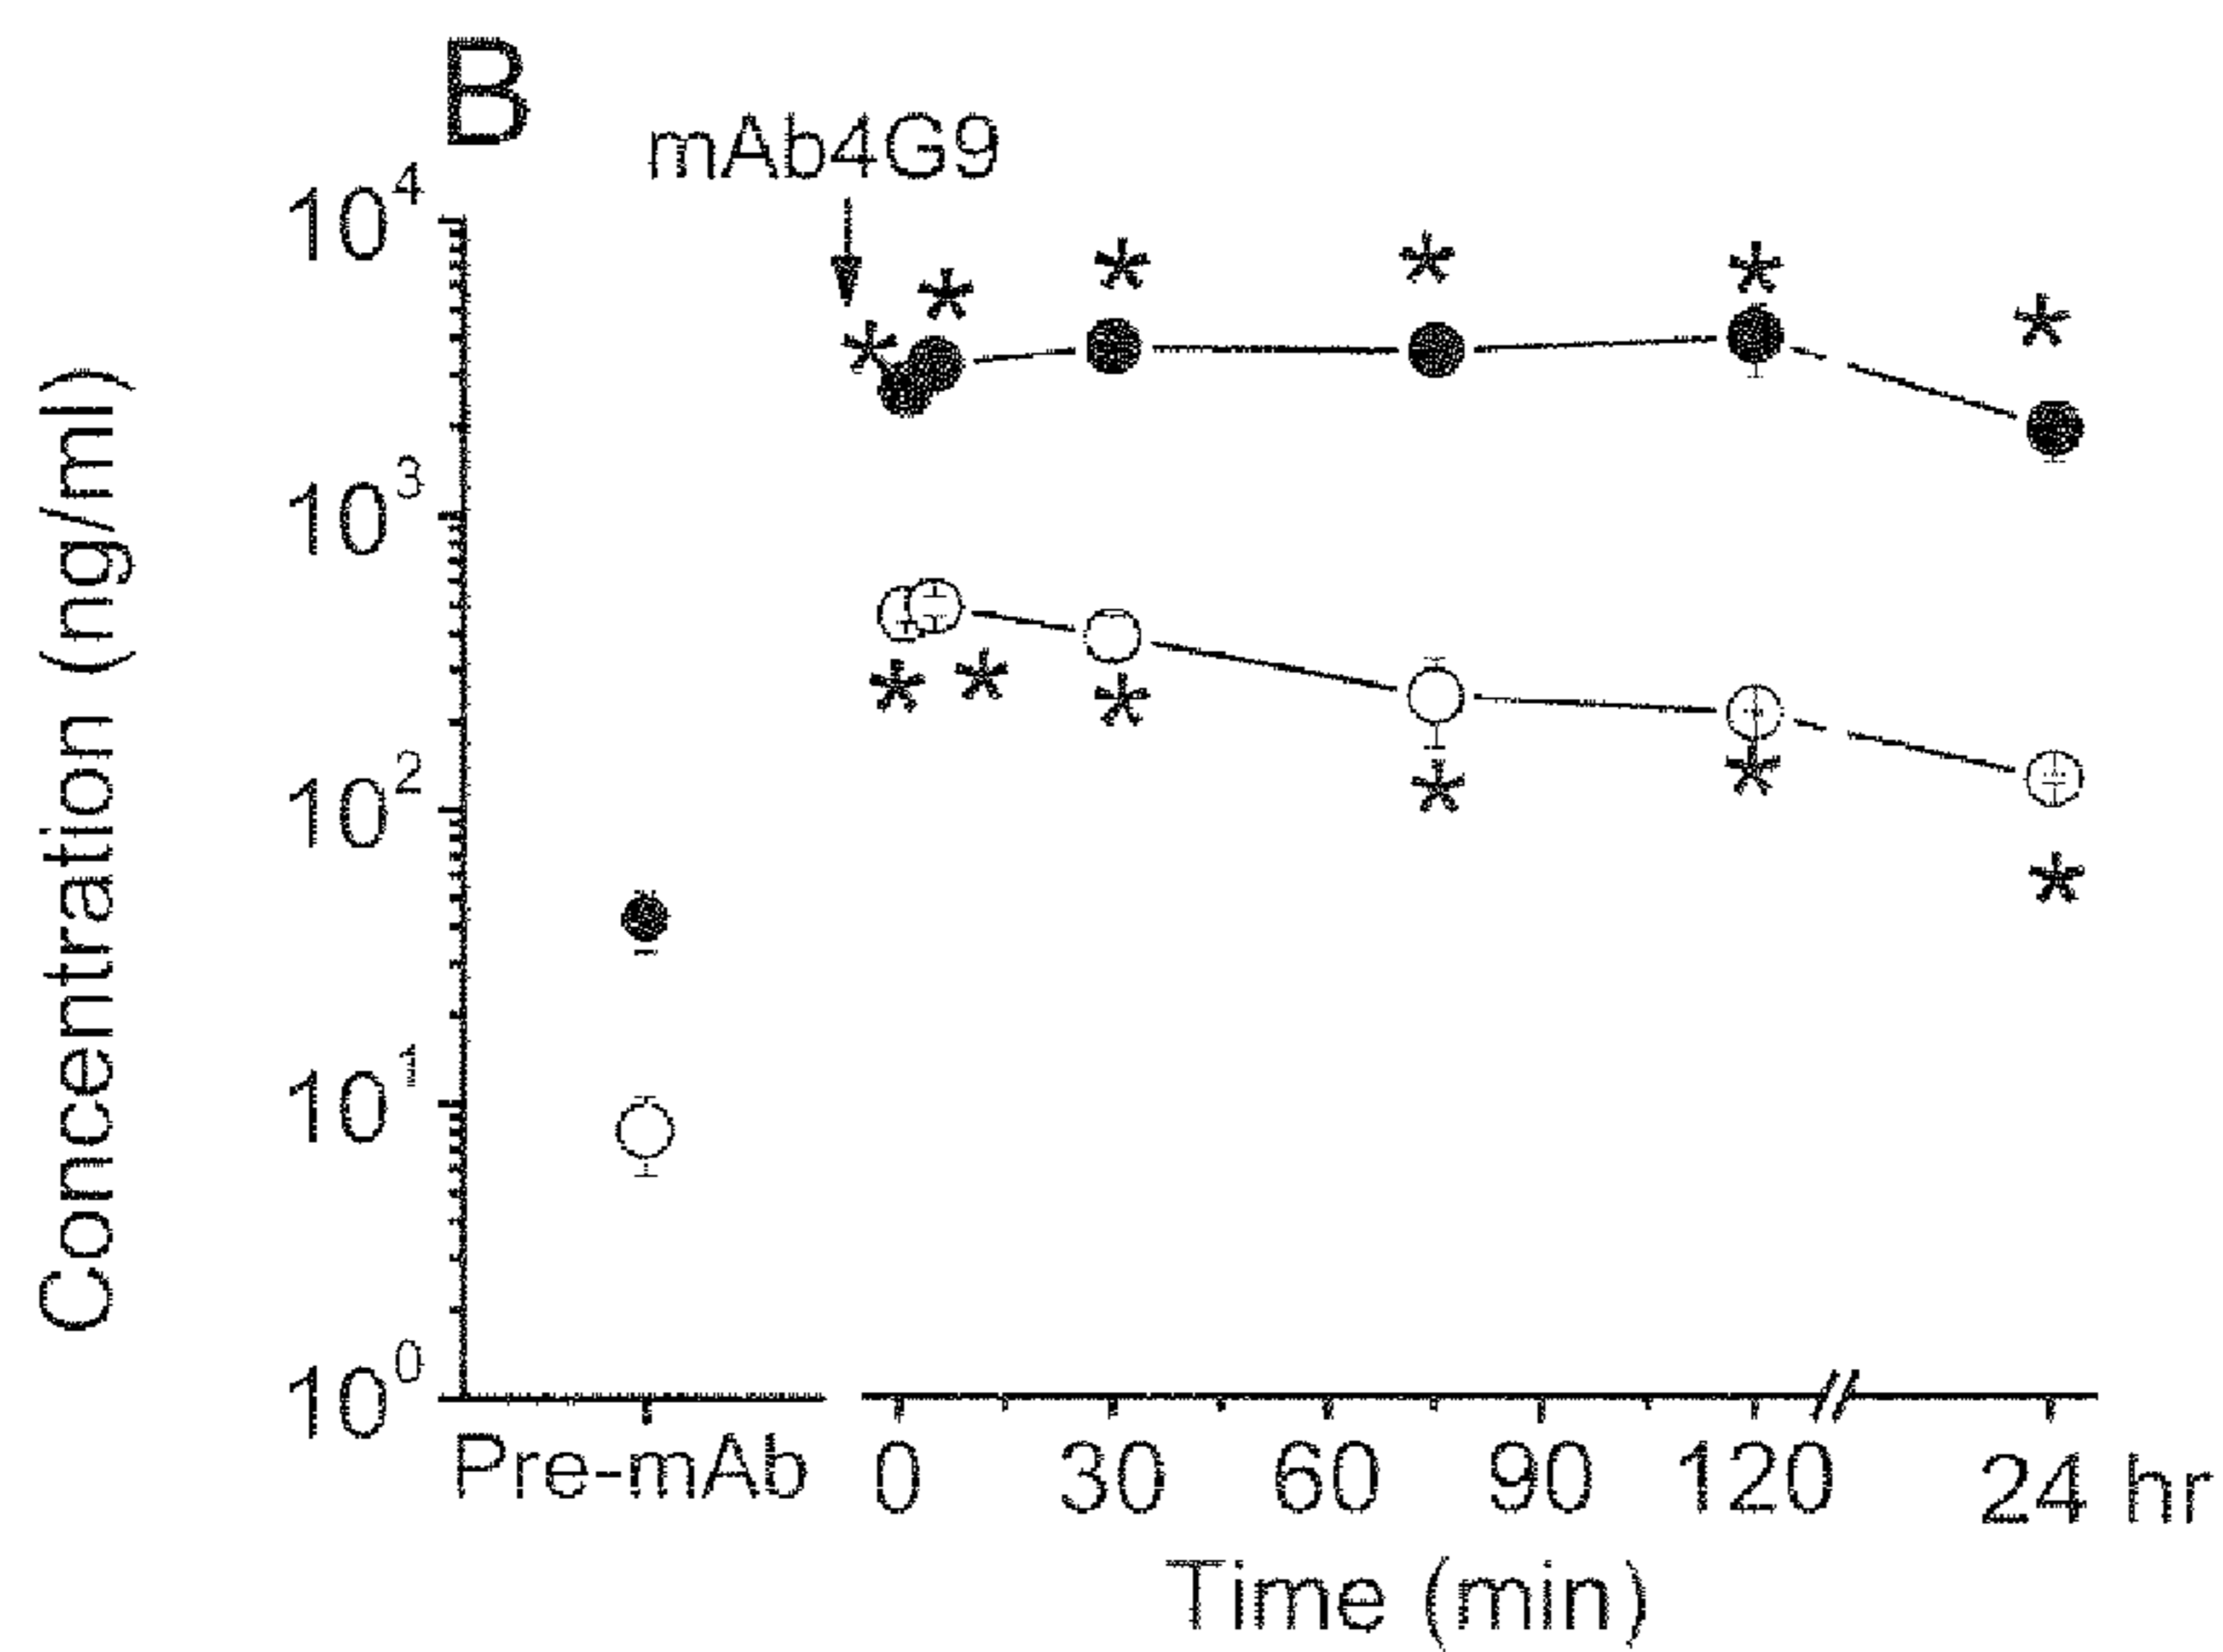 B
mAb4G9
Concentration (ng/ml)
10^4
10^3
10^2
10^1
10^0
* * * * * *
* * * * * *
Pre-mAb 0 30 60 90 120 24 hr
Time (min)